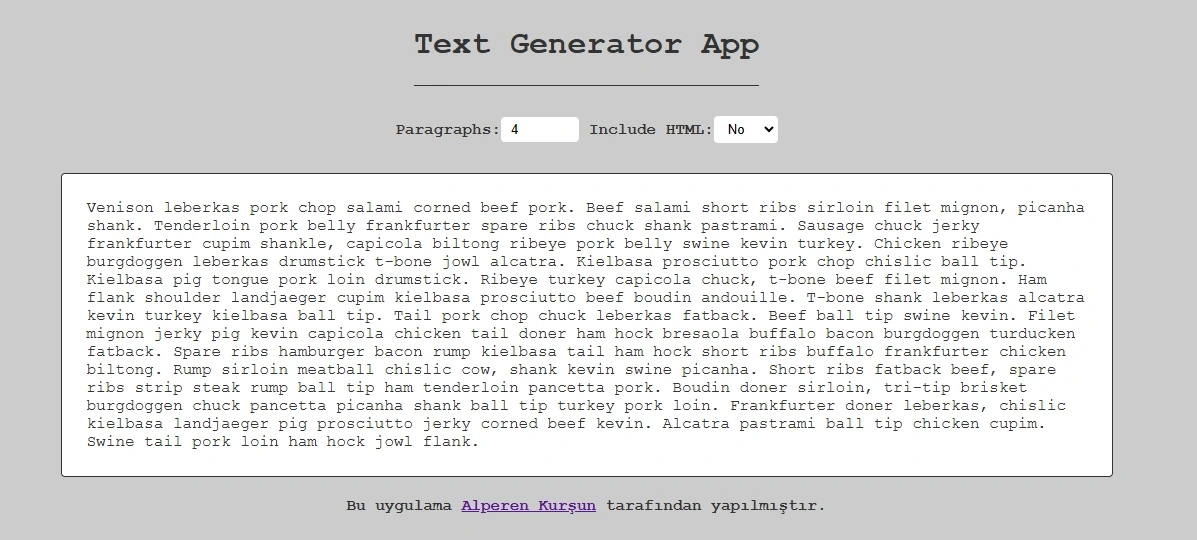 Text Generator App
Paragraphs: 4 Include HTML: No
Venison leberkas pork chop salami corned beef pork. Beef salami short ribs sirloin filet mignon, picanha
shank. Tenderloin pork belly frankfurter spare ribs chuck shank pastrami. Sausage chuck jerky
frankfurter cupim shankle, capicola biltong ribeye pork belly swine kevin turkey. Chicken ribeye
burgdoggen leberkas drumstick t-bone jowl alcatra. Kielbasa prosciutto pork chop chislic ball tip.
Kielbasa pig tongue pork loin drumstick. Ribeye turkey capicola chuck, t-bone beef filet mignon. Ham
flank shoulder landjaeger cupim kielbasa prosciutto beef boudin andouille. T-bone shank leberkas alcatra
kevin turkey kielbasa ball tip. Tail pork chop chuck leberkas fatback. Beef ball tip swine kevin. Filet
mignon jerky pig kevin capicola chicken tail doner ham hock bresaola buffalo bacon burgdoggen turducken
fatback. Spare ribs hamburger bacon rump kielbasa tail ham hock short ribs buffalo frankfurter chicken
biltong. Rump sirloin meatball chislic cow, shank kevin swine picanha. Short ribs fatback beef, spare
ribs strip steak rump ball tip ham tenderloin pancetta pork. Boudin doner sirloin, tri-tip brisket
burgdoggen chuck pancetta picanha shank ball tip turkey pork loin. Frankfurter doner leberkas, chislic
kielbasa landjaeger pig prosciutto jerky corned beef kevin. Alcatra pastrami ball tip chicken cupim.
Swine tail pork loin ham hock jowl flank.
Bu uygulama Alperen Kurşun tarafından yapılmıştır.